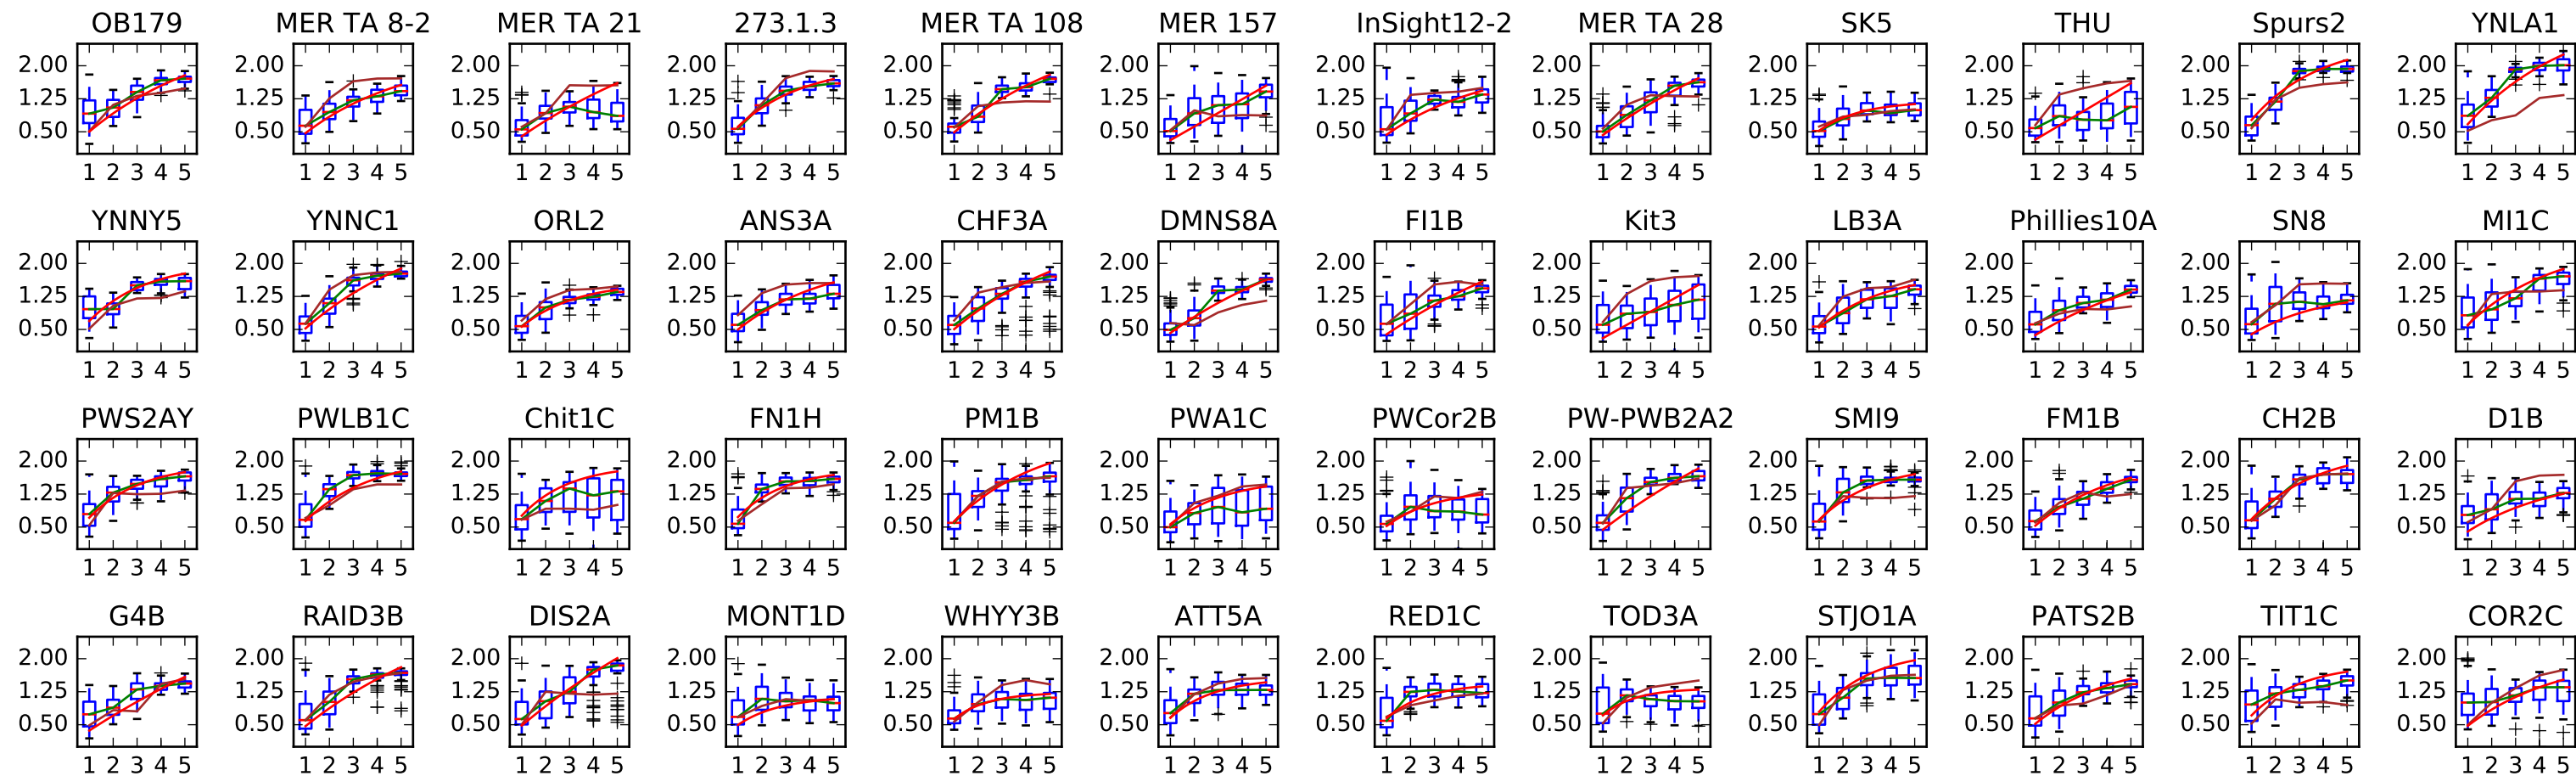 OB179 MER TA 8-2 MER TA 21 273.1.3 MER TA 108 MER 157 InSight12-2 MER TA 28 SK5 THU Spurs2 YNLA1
2.00 2.00 2.00 2.00 2.00 2.00 2.00 2.00 2.00 2.00 2.00 2.00
1.25 1.25 1.25 1.25 1.25 1.25 1.25 1.25 1.25 1.25 1.25 1.25
0.50 0.50 0.50 0.50 0.50 0.50 0.50 0.50 0.50 0.50 0.50 0.50
1 2 3 4 5 1 2 3 4 5 1 2 3 4 5 1 2 3 4 5 1 2 3 4 5 1 2 3 4 5 1 2 3 4 5 1 2 3 4 5 1 2 3 4 5 1 2 3 4 5 1 2 3 4 5 1 2 3 4 5
YNNY5 YNNC1 ORL2 ANS3A CHF3A DMNS8A FI1B Kit3 LB3A Phillies10A SN8 MI1C
2.00 2.00 2.00 2.00 2.00 2.00 2.00 2.00 2.00 2.00 2.00 2.00
1.25 1.25 1.25 1.25 1.25 1.25 1.25 1.25 1.25 1.25 1.25 1.25
0.50 0.50 0.50 0.50 0.50 0.50 0.50 0.50 0.50 0.50 0.50 0.50
1 2 3 4 5 1 2 3 4 5 1 2 3 4 5 1 2 3 4 5 1 2 3 4 5 1 2 3 4 5 1 2 3 4 5 1 2 3 4 5 1 2 3 4 5 1 2 3 4 5 1 2 3 4 5 1 2 3 4 5
PWS2AY PWLB1C Chit1C FN1H PM1B PWA1C PWCor2B PW-PWB2A2 SMI9 FM1B CH2B D1B
2.00 2.00 2.00 2.00 2.00 2.00 2.00 2.00 2.00 2.00 2.00 2.00
1.25 1.25 1.25 1.25 1.25 1.25 1.25 1.25 1.25 1.25 1.25 1.25
0.50 0.50 0.50 0.50 0.50 0.50 0.50 0.50 0.50 0.50 0.50 0.50
1 2 3 4 5 1 2 3 4 5 1 2 3 4 5 1 2 3 4 5 1 2 3 4 5 1 2 3 4 5 1 2 3 4 5 1 2 3 4 5 1 2 3 4 5 1 2 3 4 5 1 2 3 4 5 1 2 3 4 5
G4B RAID3B DIS2A MONT1D WHYY3B ATT5A RED1C TOD3A STJO1A PATS2B TIT1C COR2C
2.00 2.00 2.00 2.00 2.00 2.00 2.00 2.00 2.00 2.00 2.00 2.00
1.25 1.25 1.25 1.25 1.25 1.25 1.25 1.25 1.25 1.25 1.25 1.25
0.50 0.50 0.50 0.50 0.50 0.50 0.50 0.50 0.50 0.50 0.50 0.50
1 2 3 4 5 1 2 3 4 5 1 2 3 4 5 1 2 3 4 5 1 2 3 4 5 1 2 3 4 5 1 2 3 4 5 1 2 3 4 5 1 2 3 4 5 1 2 3 4 5 1 2 3 4 5 1 2 3 4 5